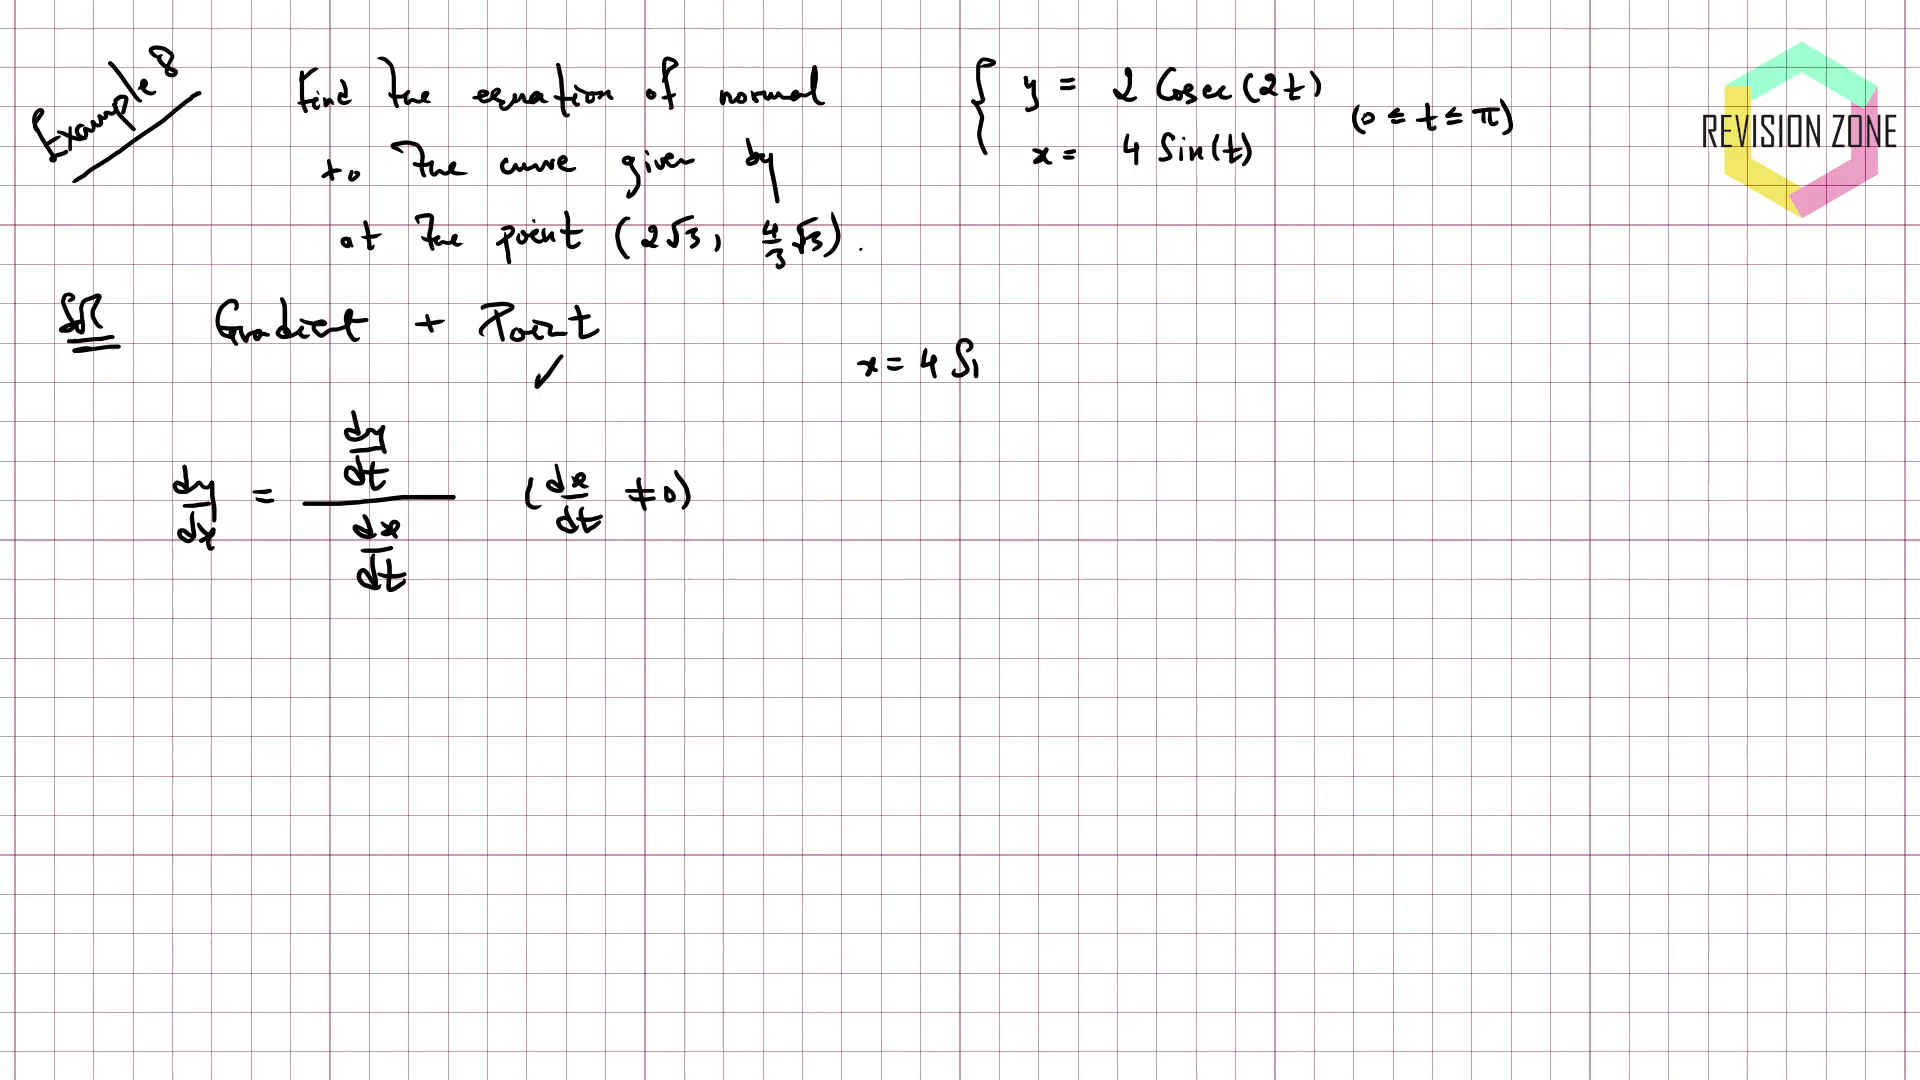 Example 8
Find the equation of normal
to the curve given by
at the point (2√3, 4/3 √3).
{ y = 2 Cosec(2t)
x = 4 Sin(t)
(0 ≤ t ≤ π)
REVISION ZONE
Gradient + Point
✓
x = 4 Si
dy/dx = (dy/dt)/(dx/dt) (dx/dt ≠ 0)